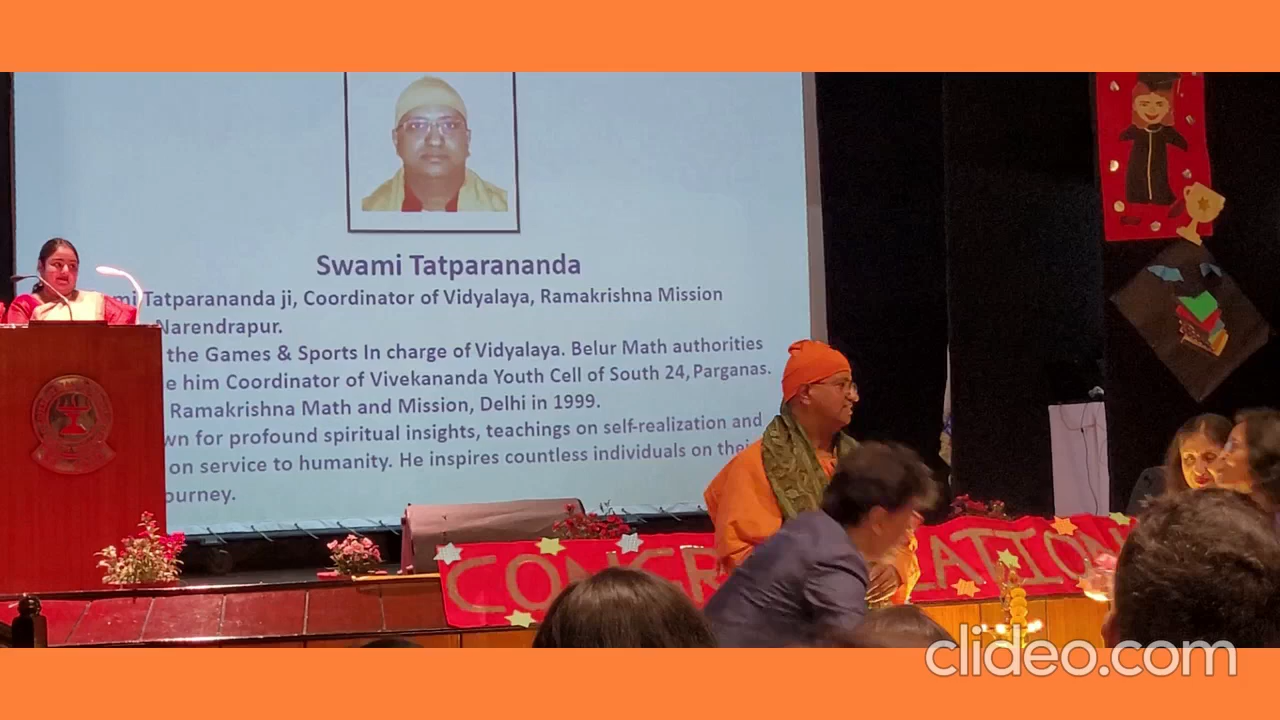 Swami Tatparananda
mi Tatparananda ji, Coordinator of Vidyalaya, Ramakrishna Mission
Narendrapur.
the Games & Sports In charge of Vidyalaya. Belur Math authorities
e him Coordinator of Vivekananda Youth Cell of South 24, Parganas.
Ramakrishna Math and Mission, Delhi in 1999.
wn for profound spiritual insights, teachings on self-realization and
on service to humanity. He inspires countless individuals on thei
ourney.
CONGR LATION
clideo.com